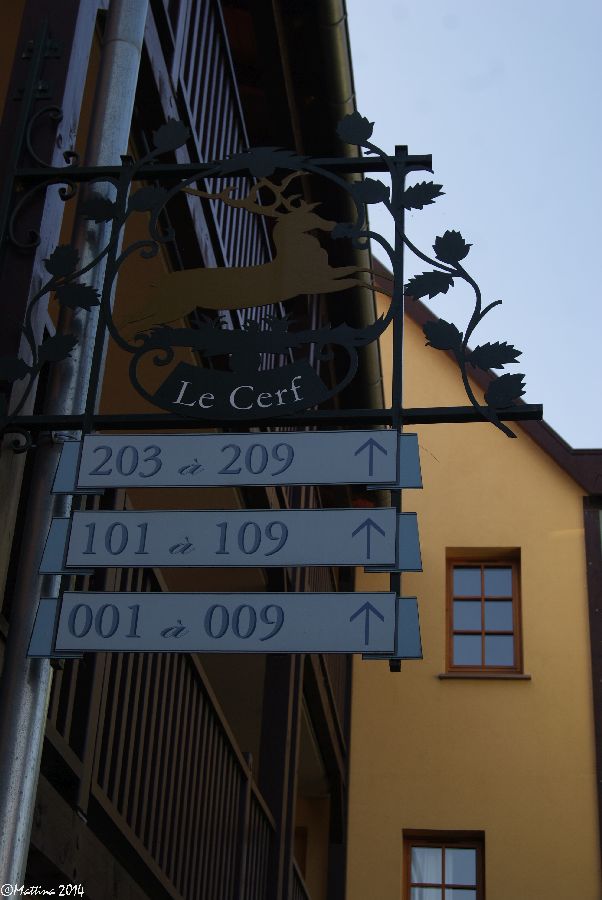 Le Cerf
203 à 209 ↑
101 à 109 ↑
001 à 009 ↑
©Mattina 2014